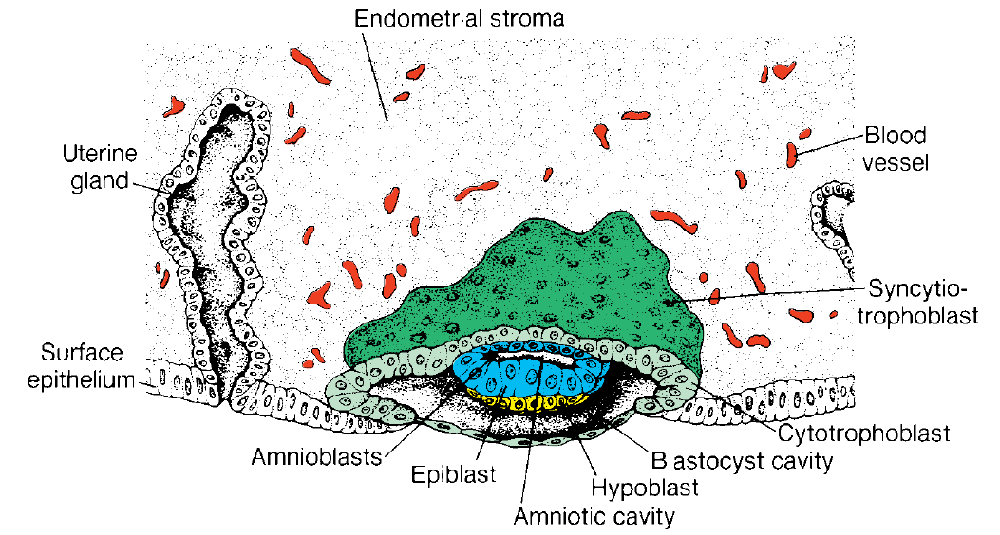 Endometrial stroma
Blood
vessel
Uterine
gland
Syncytio-
trophoblast
Surface
epithelium
Cytotrophoblast
Amnioblasts
Blastocyst cavity
Epiblast
Hypoblast
Amniotic cavity